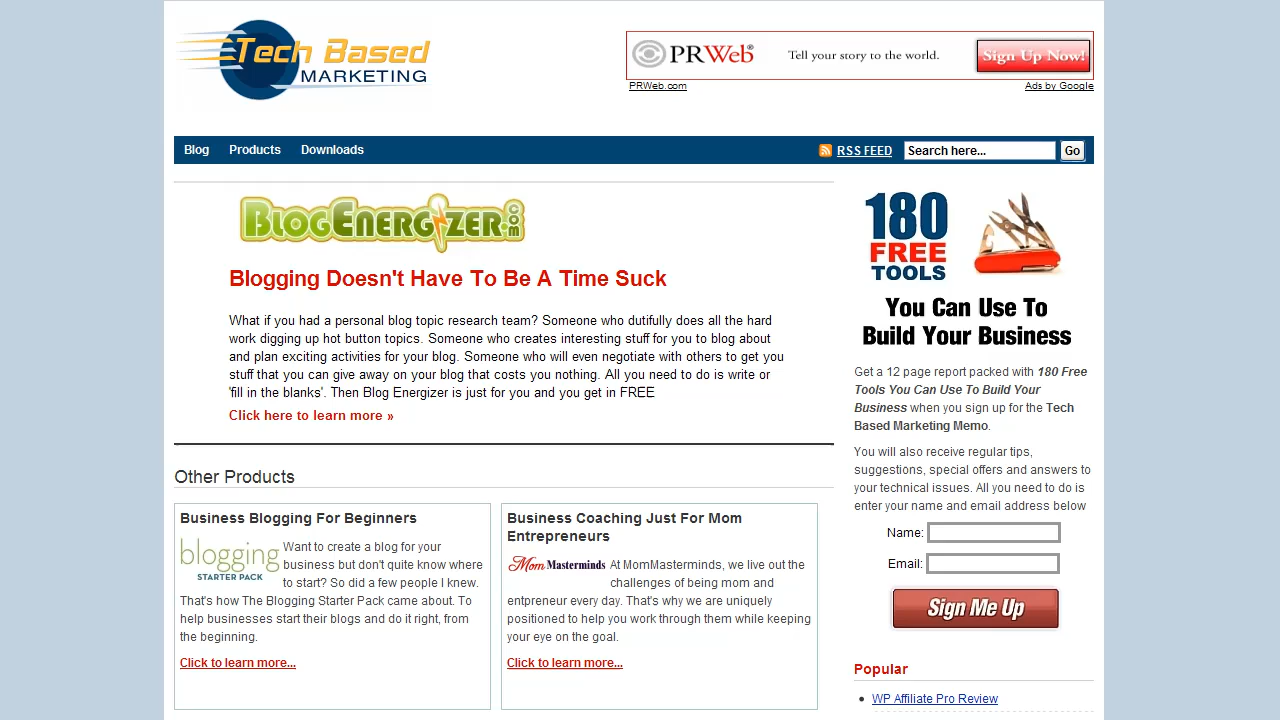 Tech Based
MARKETING
PRWeb® Tell your story to the world. Sign Up Now!
PRWeb.com Ads by Google
Blog Products Downloads RSS FEED Search here... Go
BLOGENERGIZER.COM
Blogging Doesn't Have To Be A Time Suck
What if you had a personal blog topic research team? Someone who dutifully does all the hard
work digging up hot button topics. Someone who creates interesting stuff for you to blog about
and plan exciting activities for your blog. Someone who will even negotiate with others to get you
stuff that you can give away on your blog that costs you nothing. All you need to do is write or
'fill in the blanks'. Then Blog Energizer is just for you and you get in FREE
Click here to learn more »
Other Products
Business Blogging For Beginners
blogging
STARTER PACK
Want to create a blog for your
business but don't quite know where
to start? So did a few people I knew.
That's how The Blogging Starter Pack came about. To
help businesses start their blogs and do it right, from
the beginning.
Click to learn more...
Business Coaching Just For Mom
Entrepreneurs
Mom Masterminds
At MomMasterminds, we live out the
challenges of being mom and
entpreneur every day. That's why we are uniquely
positioned to help you work through them while keeping
your eye on the goal.
Click to learn more...
180
FREE
TOOLS
You Can Use To
Build Your Business
Get a 12 page report packed with 180 Free
Tools You Can Use To Build Your
Business when you sign up for the Tech
Based Marketing Memo.
You will also receive regular tips,
suggestions, special offers and answers to
your technical issues. All you need to do is
enter your name and email address below
Name:
Email:
Sign Me Up
Popular
WP Affiliate Pro Review